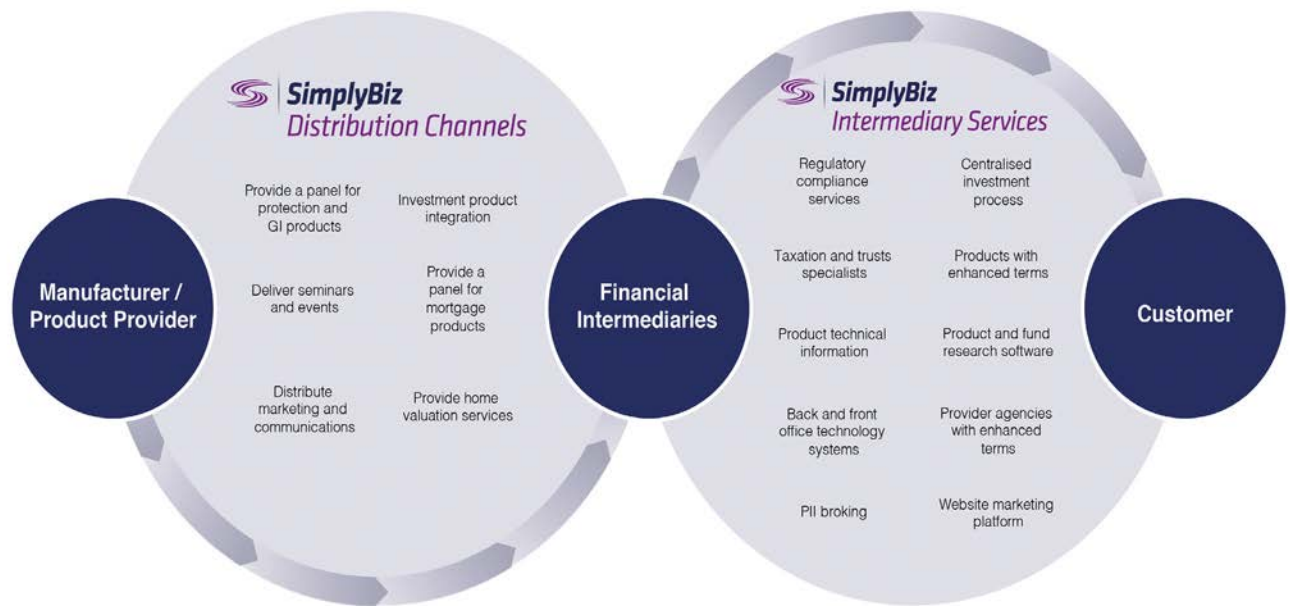 SimplyBiz
Distribution Channels
Provide a panel for
protection and
GI products
Investment product
integration
Deliver seminars
and events
Provide a
panel for
mortgage
products
Distribute
marketing and
communications
Provide home
valuation services
Manufacturer /
Product Provider
Financial
Intermediaries
SimplyBiz
Intermediary Services
Regulatory
compliance
services
Centralised
investment
process
Taxation and trusts
specialists
Products with
enhanced terms
Product technical
information
Product and fund
research software
Back and front
office technology
systems
Provider agencies
with enhanced
terms
PII broking
Website marketing
platform
Customer